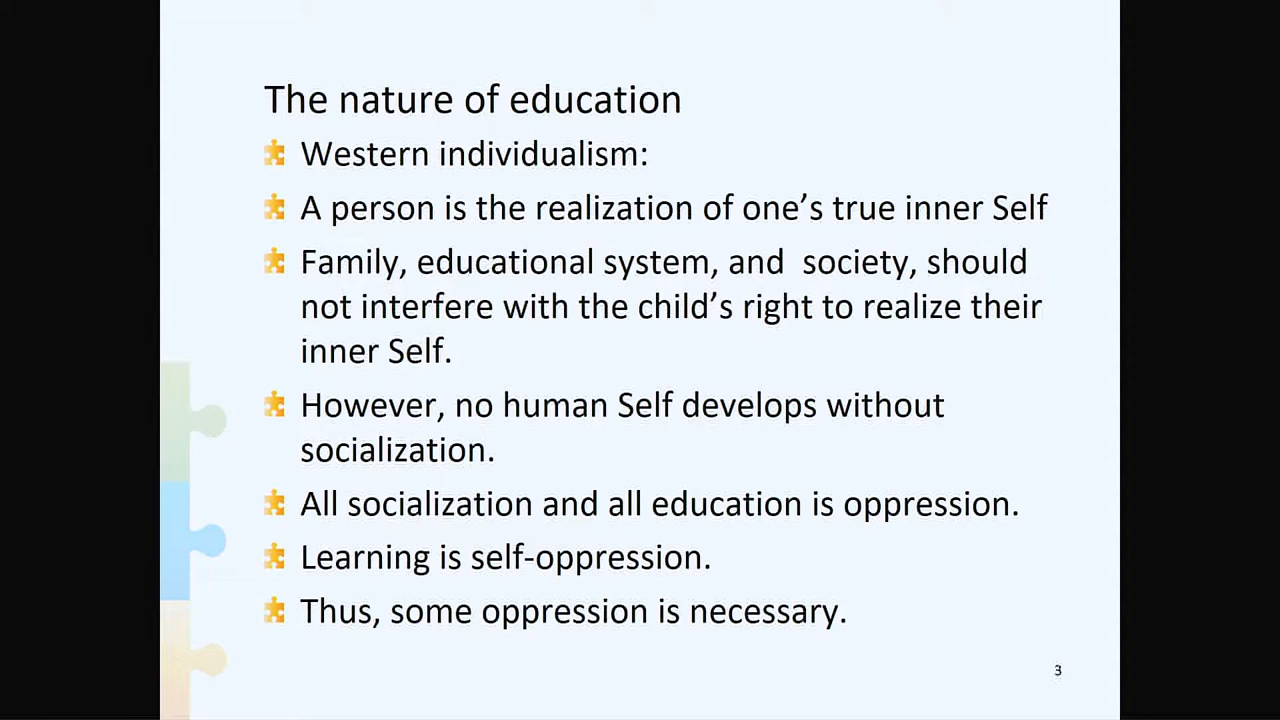 The nature of education
Western individualism:
A person is the realization of one’s true inner Self
Family, educational system, and  society, should
not interfere with the child’s right to realize their
inner Self.
However, no human Self develops without
socialization.
All socialization and all education is oppression.
Learning is self-oppression.
Thus, some oppression is necessary.
3